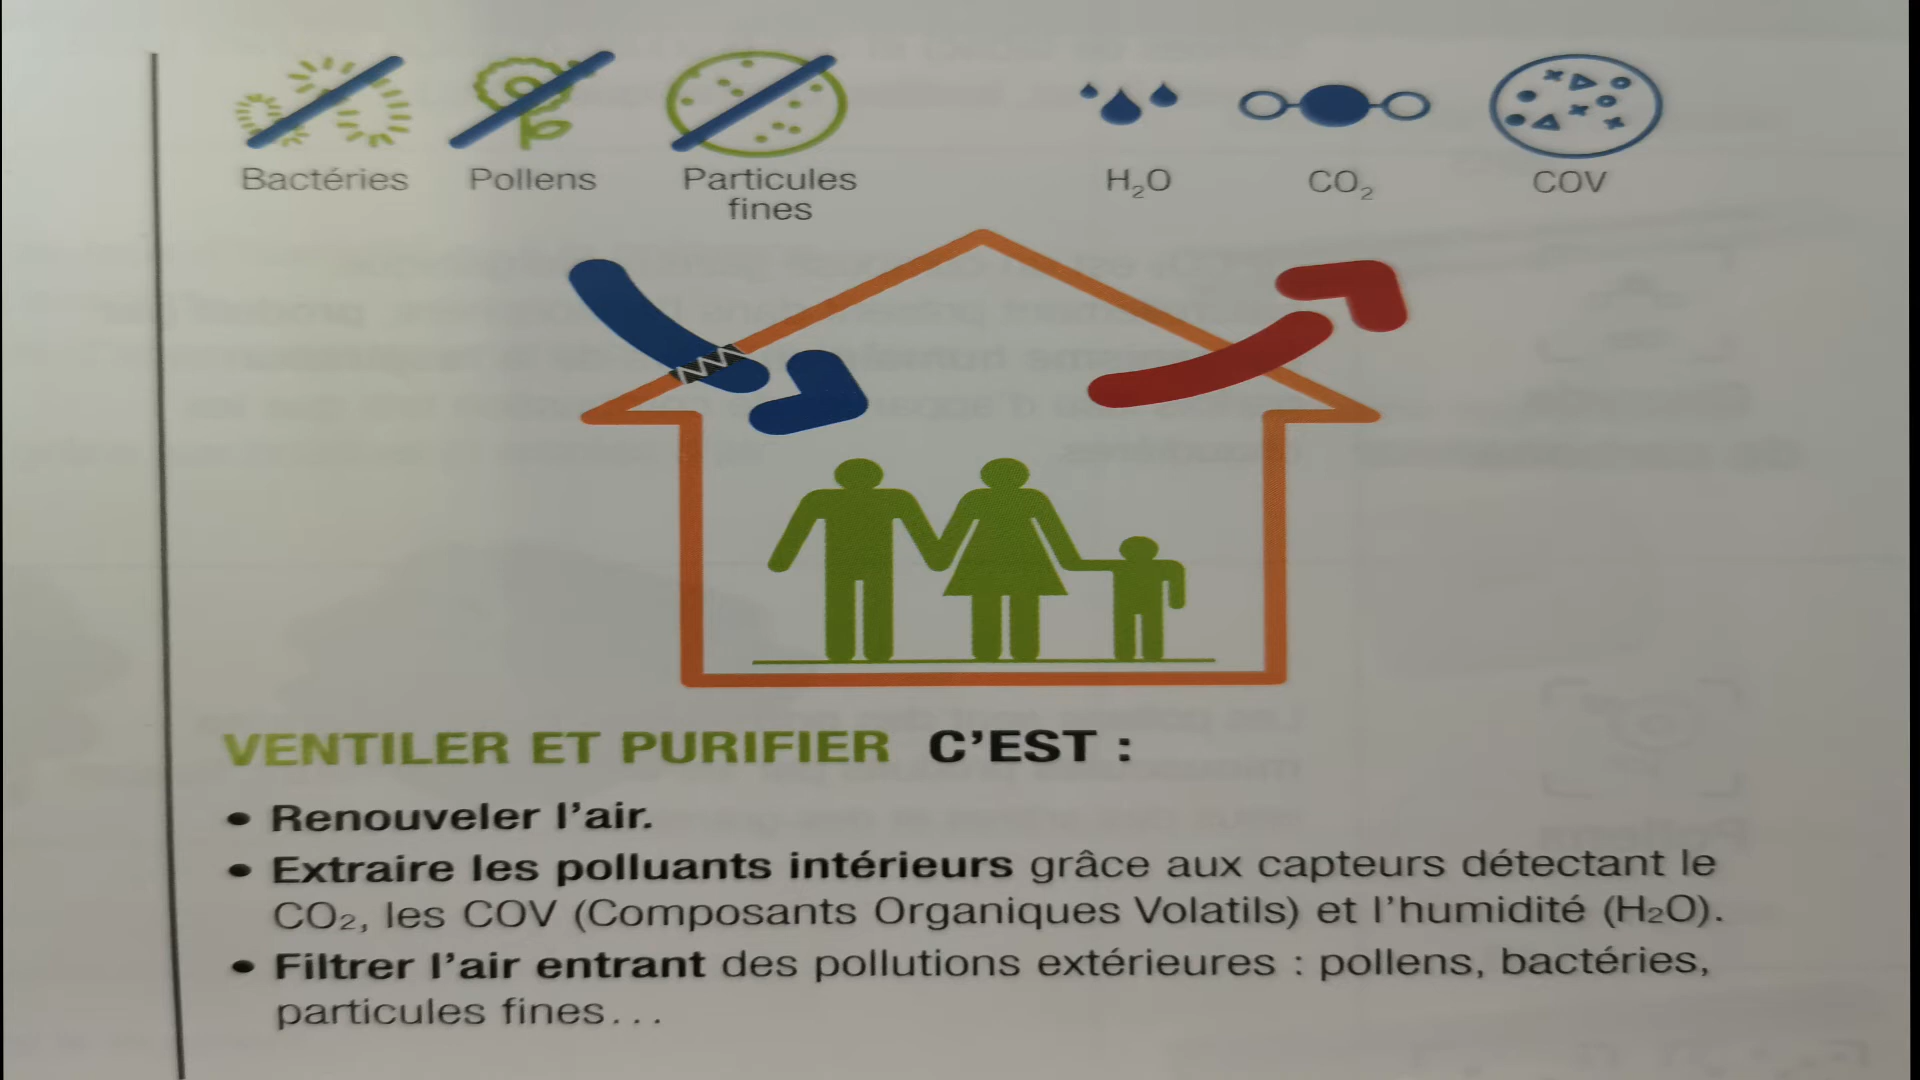 Bactéries Pollens Particules fines H₂O CO₂ COV
VENTILER ET PURIFIER C'EST :
• Renouveler l'air.
• Extraire les polluants intérieurs grâce aux capteurs détectant le
CO₂, les COV (Composants Organiques Volatils) et l'humidité (H₂O).
• Filtrer l'air entrant des pollutions extérieures : pollens, bactéries,
particules fines...